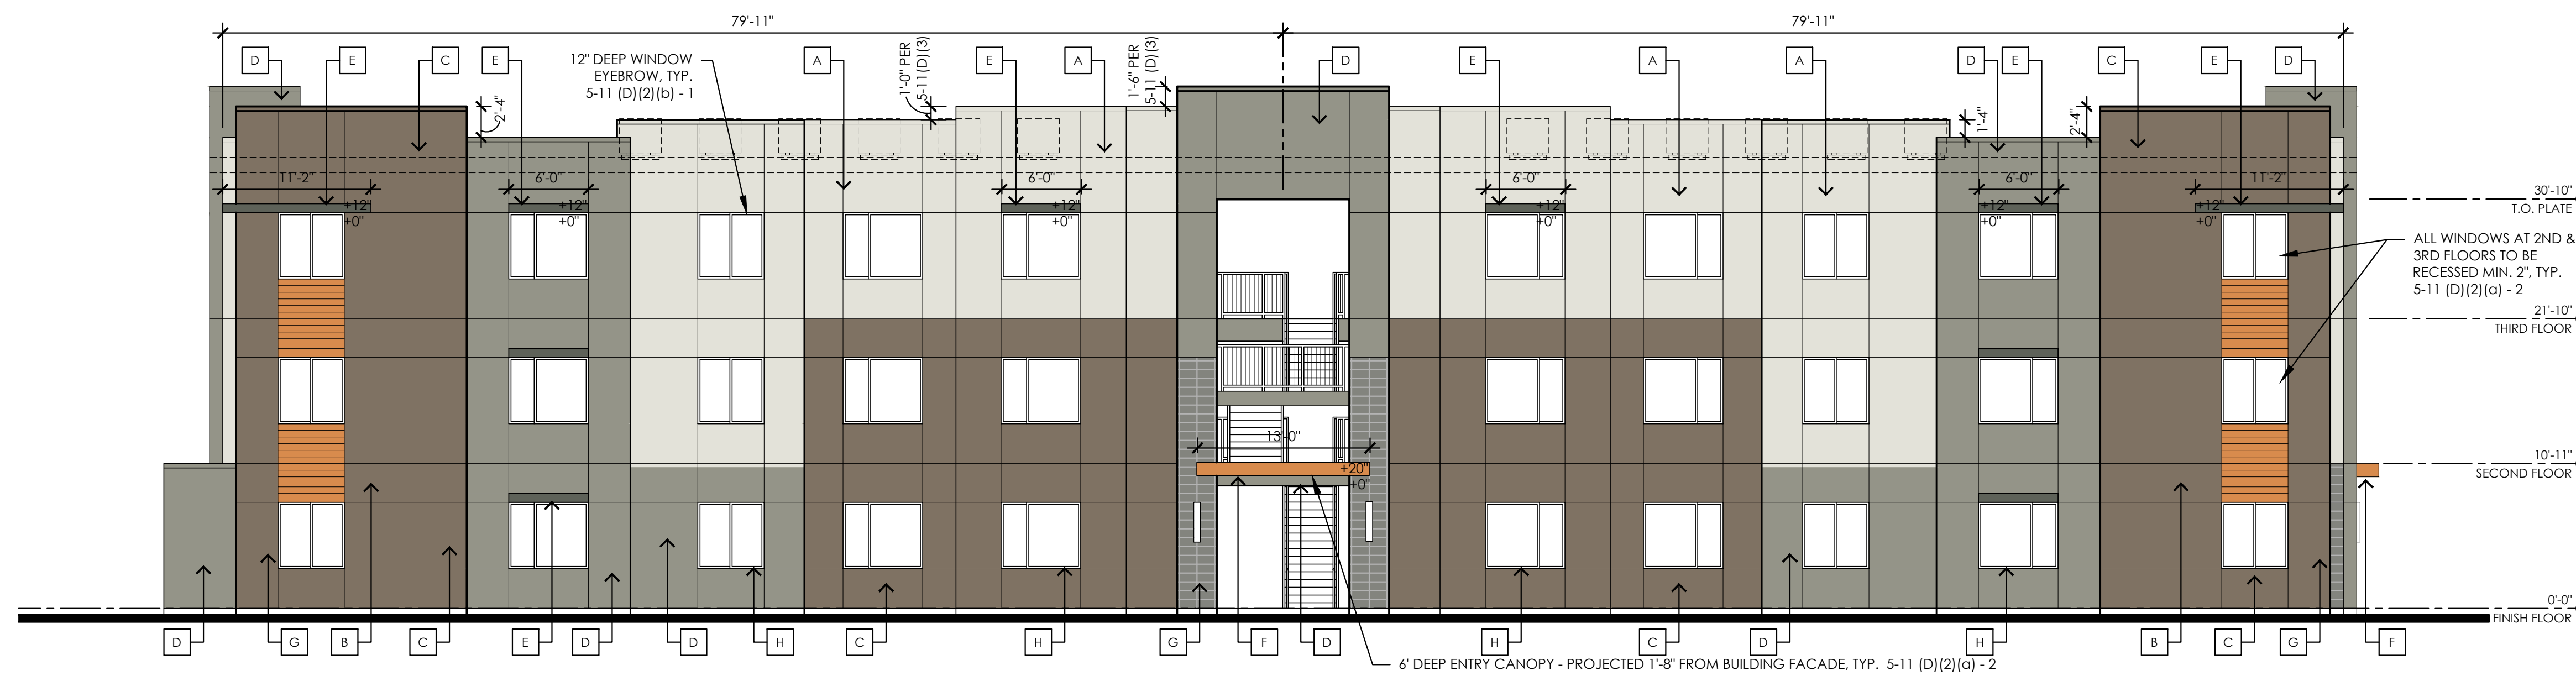 79'-11"
79'-11"
D
E
C
E
12" DEEP WINDOW
EYEBROW, TYP.
5-11 (D)(2)(b) - 1
A
1'-0" PER
5-11(D)(3)
E
A
1'-6" PER
5-11 (D)(3)
D
E
A
A
D
E
C
E
D
2'-4"
1'-4"
2'-4"
11'-2"
6'-0"
6'-0"
6'-0"
6'-0"
11'-2"
+12"
+0"
+12"
+0"
+12"
+0"
+12"
+0"
+12"
+0"
+12"
+0"
30'-10"
T.O. PLATE
ALL WINDOWS AT 2ND &
3RD FLOORS TO BE
RECESSED MIN. 2", TYP.
5-11 (D)(2)(a) - 2
21'-10"
THIRD FLOOR
13'-0"
+20"
+0"
10'-11"
SECOND FLOOR
0'-0"
FINISH FLOOR
D
G
B
C
E
D
D
H
C
H
G
F
D
H
C
D
H
B
C
G
F
6' DEEP ENTRY CANOPY - PROJECTED 1'-8" FROM BUILDING FACADE, TYP. 5-11 (D)(2)(a) - 2